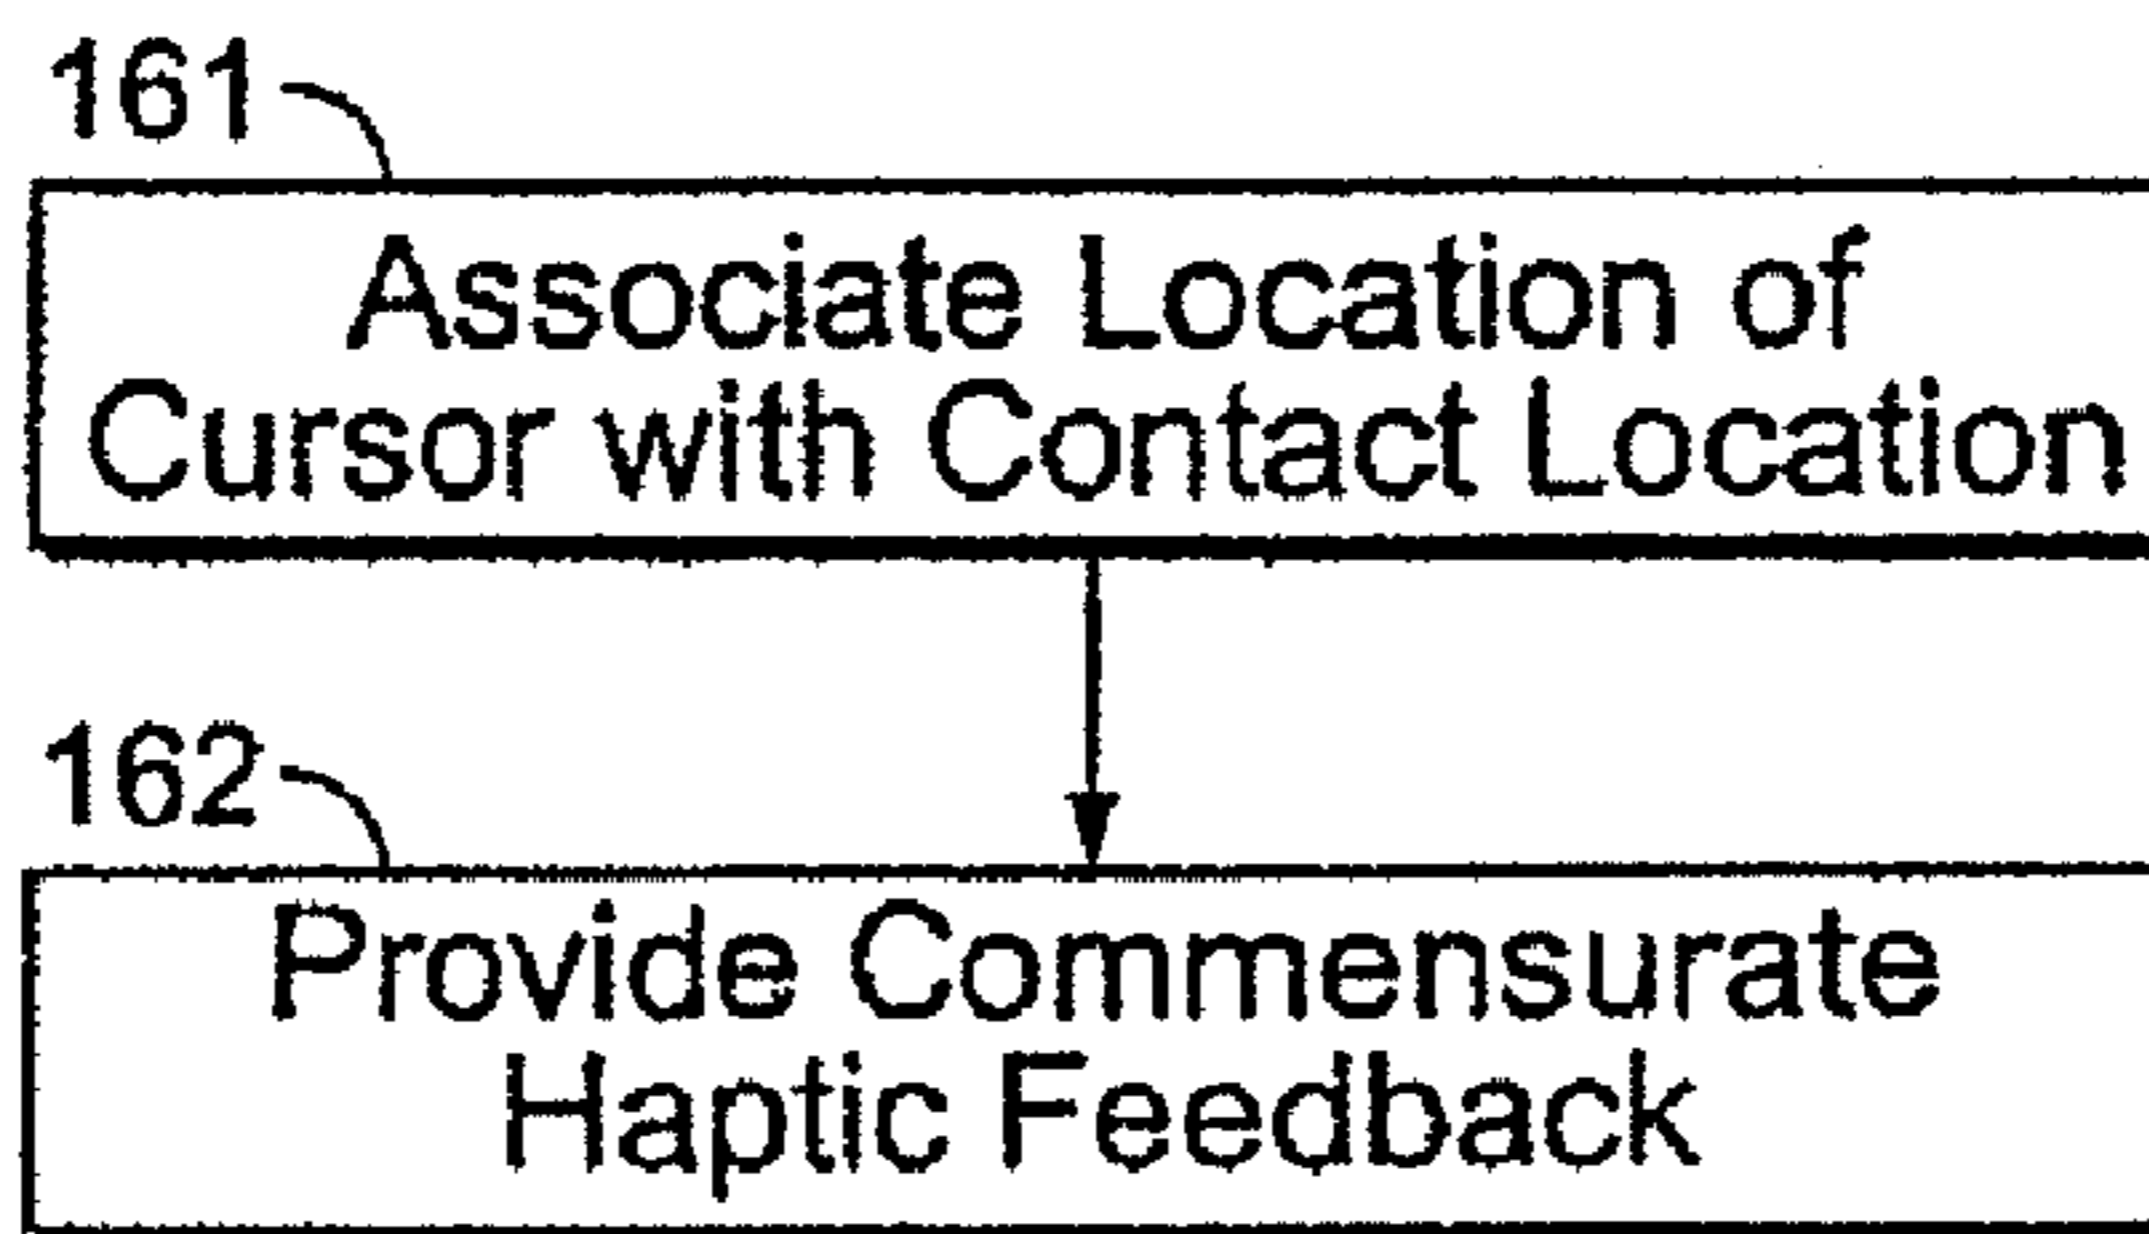 161
Associate Location of
Cursor with Contact Location
162
Provide Commensurate
Haptic Feedback